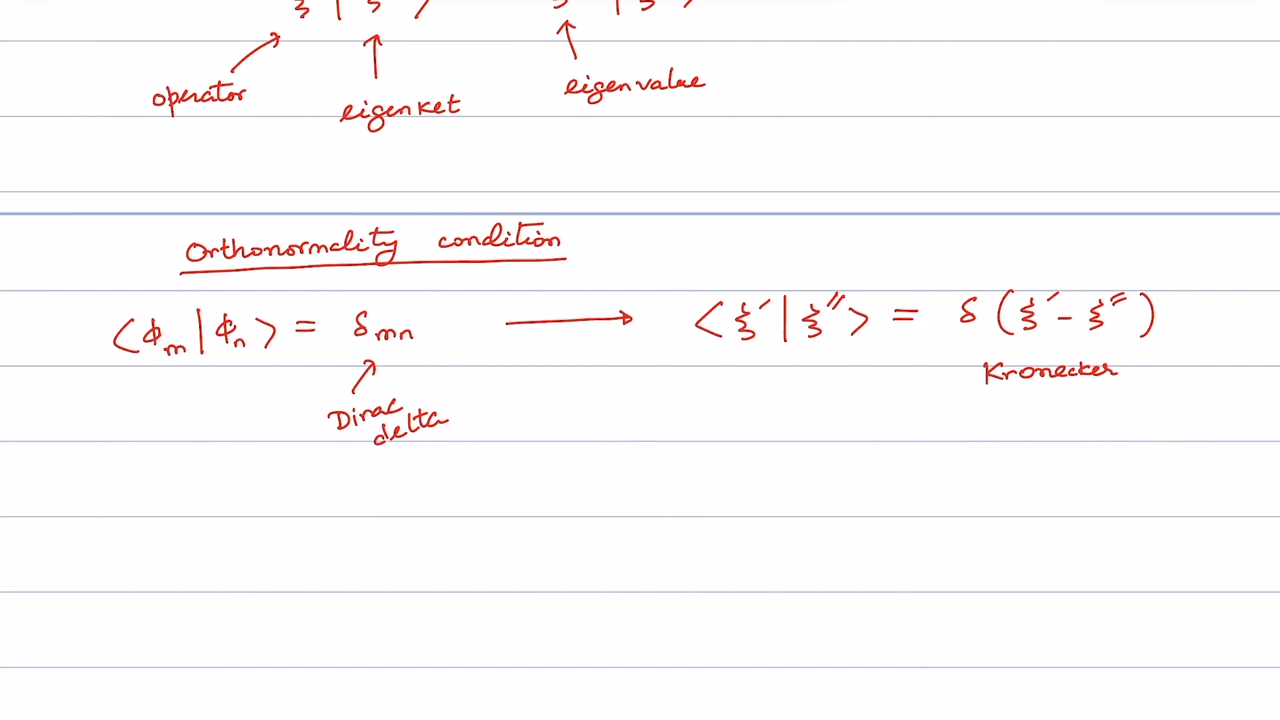 ξ | ξ′ ⟩ ξ′ | ξ′ ⟩
operator
eigenket
eigenvalue
Orthonormality condition
⟨ϕm|ϕn⟩ = δmn ⟶ ⟨ξ′|ξ″⟩ = δ(ξ′ - ξ″)
Kronecker
Dirac
delta